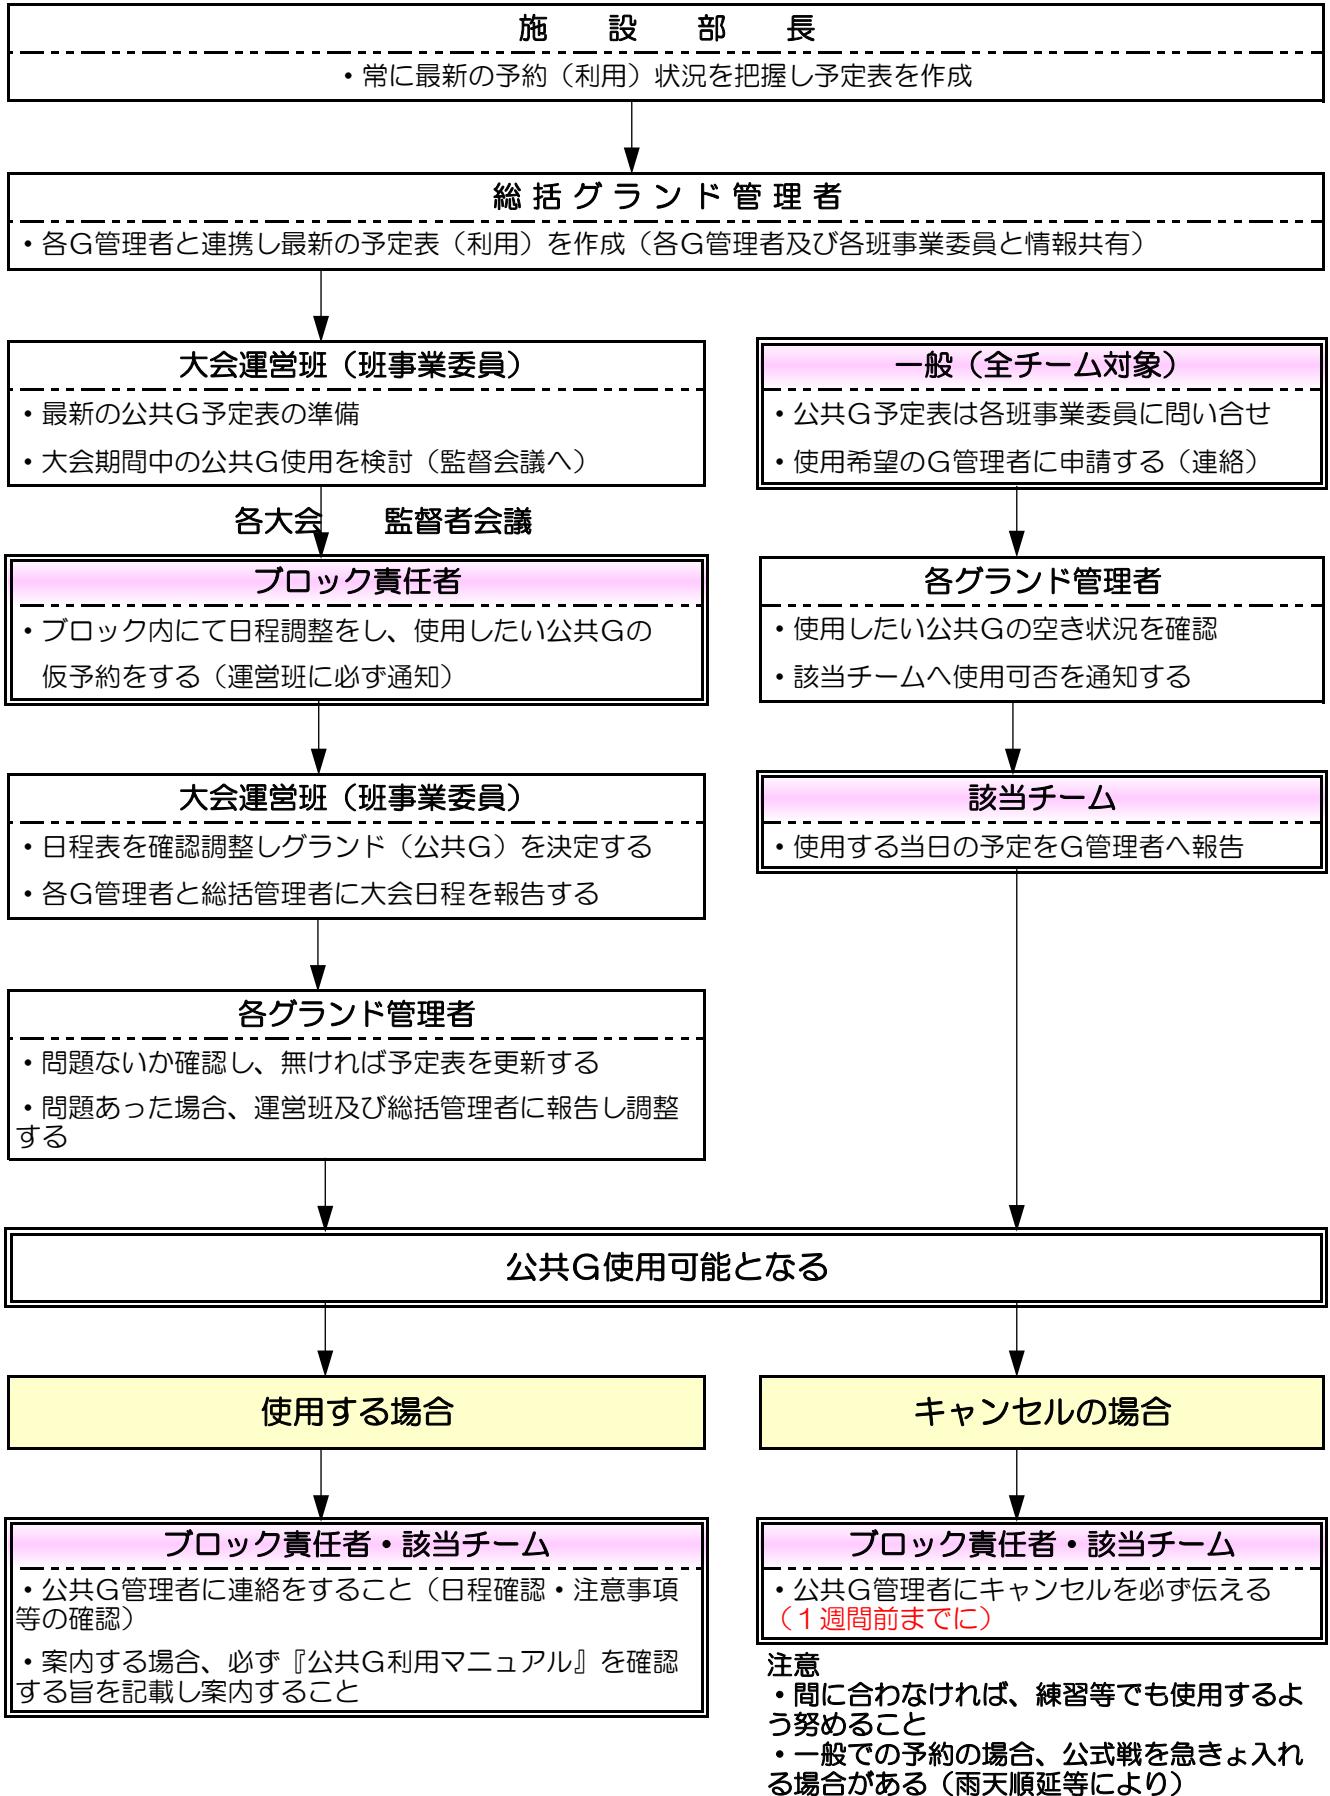 施設部長
・常に最新の予約（利用）状況を把握し予定表を作成
総括グランド管理者
・各Ｇ管理者と連携し最新の予定表（利用）を作成（各Ｇ管理者及び各班事業委員と情報共有）
大会運営班（班事業委員）
・最新の公共Ｇ予定表の準備
・大会期間中の公共Ｇ使用を検討（監督会議へ）
一般（全チーム対象）
・公共Ｇ予定表は各班事業委員に問い合せ
・使用希望のＧ管理者に申請する（連絡）
各大会　　監督者会議
ブロック責任者
・ブロック内にて日程調整をし、使用したい公共Ｇの
仮予約をする（運営班に必ず通知）
各グランド管理者
・使用したい公共Ｇの空き状況を確認
・該当チームへ使用可否を通知する
大会運営班（班事業委員）
・日程表を確認調整しグランド（公共Ｇ）を決定する
・各Ｇ管理者と総括管理者に大会日程を報告する
該当チーム
・使用する当日の予定をＧ管理者へ報告
各グランド管理者
・問題ないか確認し、無ければ予定表を更新する
・問題あった場合、運営班及び総括管理者に報告し調整
する
公共Ｇ使用可能となる
使用する場合
キャンセルの場合
ブロック責任者・該当チーム
・公共Ｇ管理者に連絡をすること（日程確認・注意事項
等の確認）
・案内する場合、必ず『公共Ｇ利用マニュアル』を確認
する旨を記載し案内すること
ブロック責任者・該当チーム
・公共Ｇ管理者にキャンセルを必ず伝える
（１週間前までに）
注意
・間に合わなければ、練習等でも使用するよ
う努めること
・一般での予約の場合、公式戦を急きょ入れ
る場合がある（雨天順延等により）